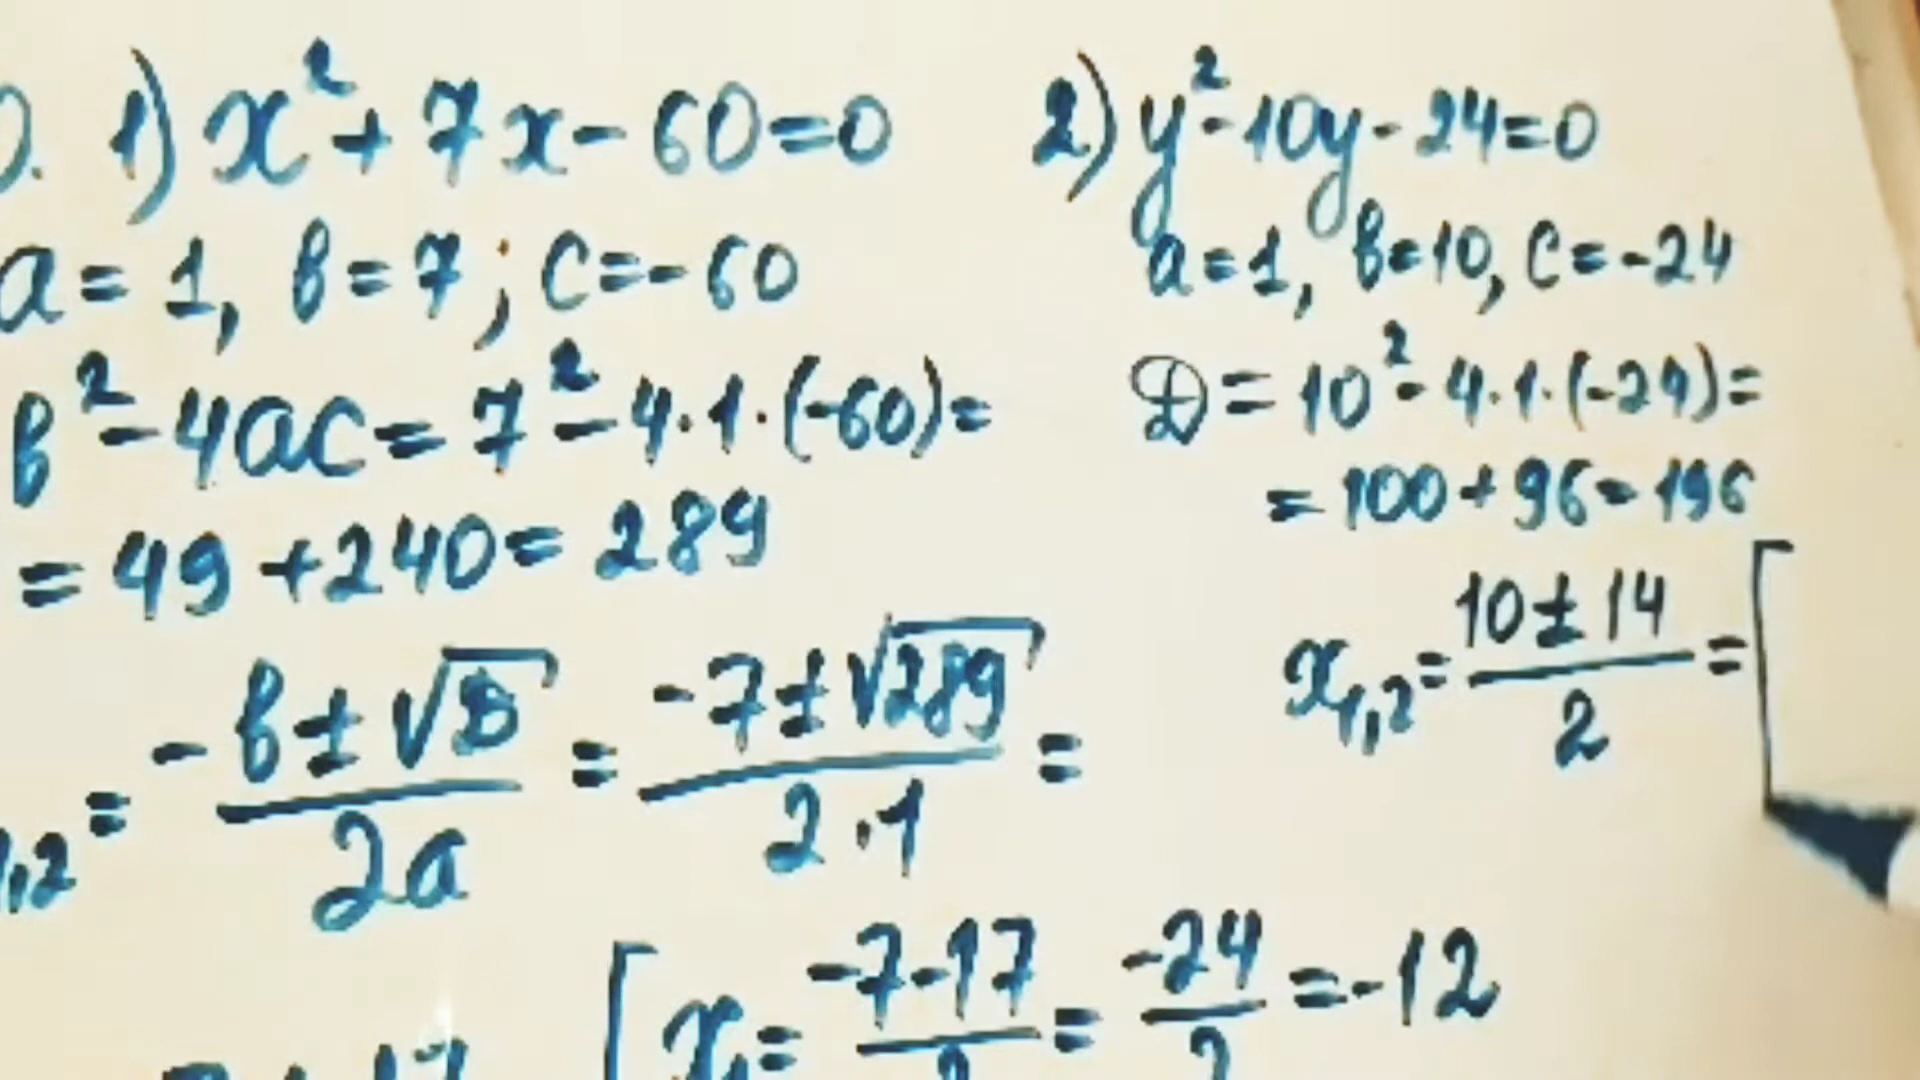 ). 1) x² + 7x - 60 = 0
a = 1, в = 7; c = -60
в² - 4ac = 7² - 4·1·(-60) =
= 49 + 240 = 289
,2 = (-в ± √D)/(2a) = (-7 ± √289)/(2·1) =
[ x₁ = (-7-17)/2 = -24/2 = -12
2) y² - 10y - 24 = 0
a = 1, в = 10, c = -24
D = 10² - 4·1·(-24) =
= 100 + 96 = 196
x₁,₂ = (10 ± 14)/2 = [